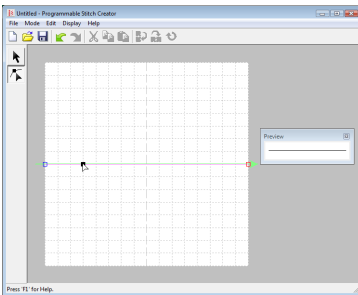 Untitled - Programmable Stitch Creator
File Mode Edit Display Help
Preview
Press 'F1' for Help.